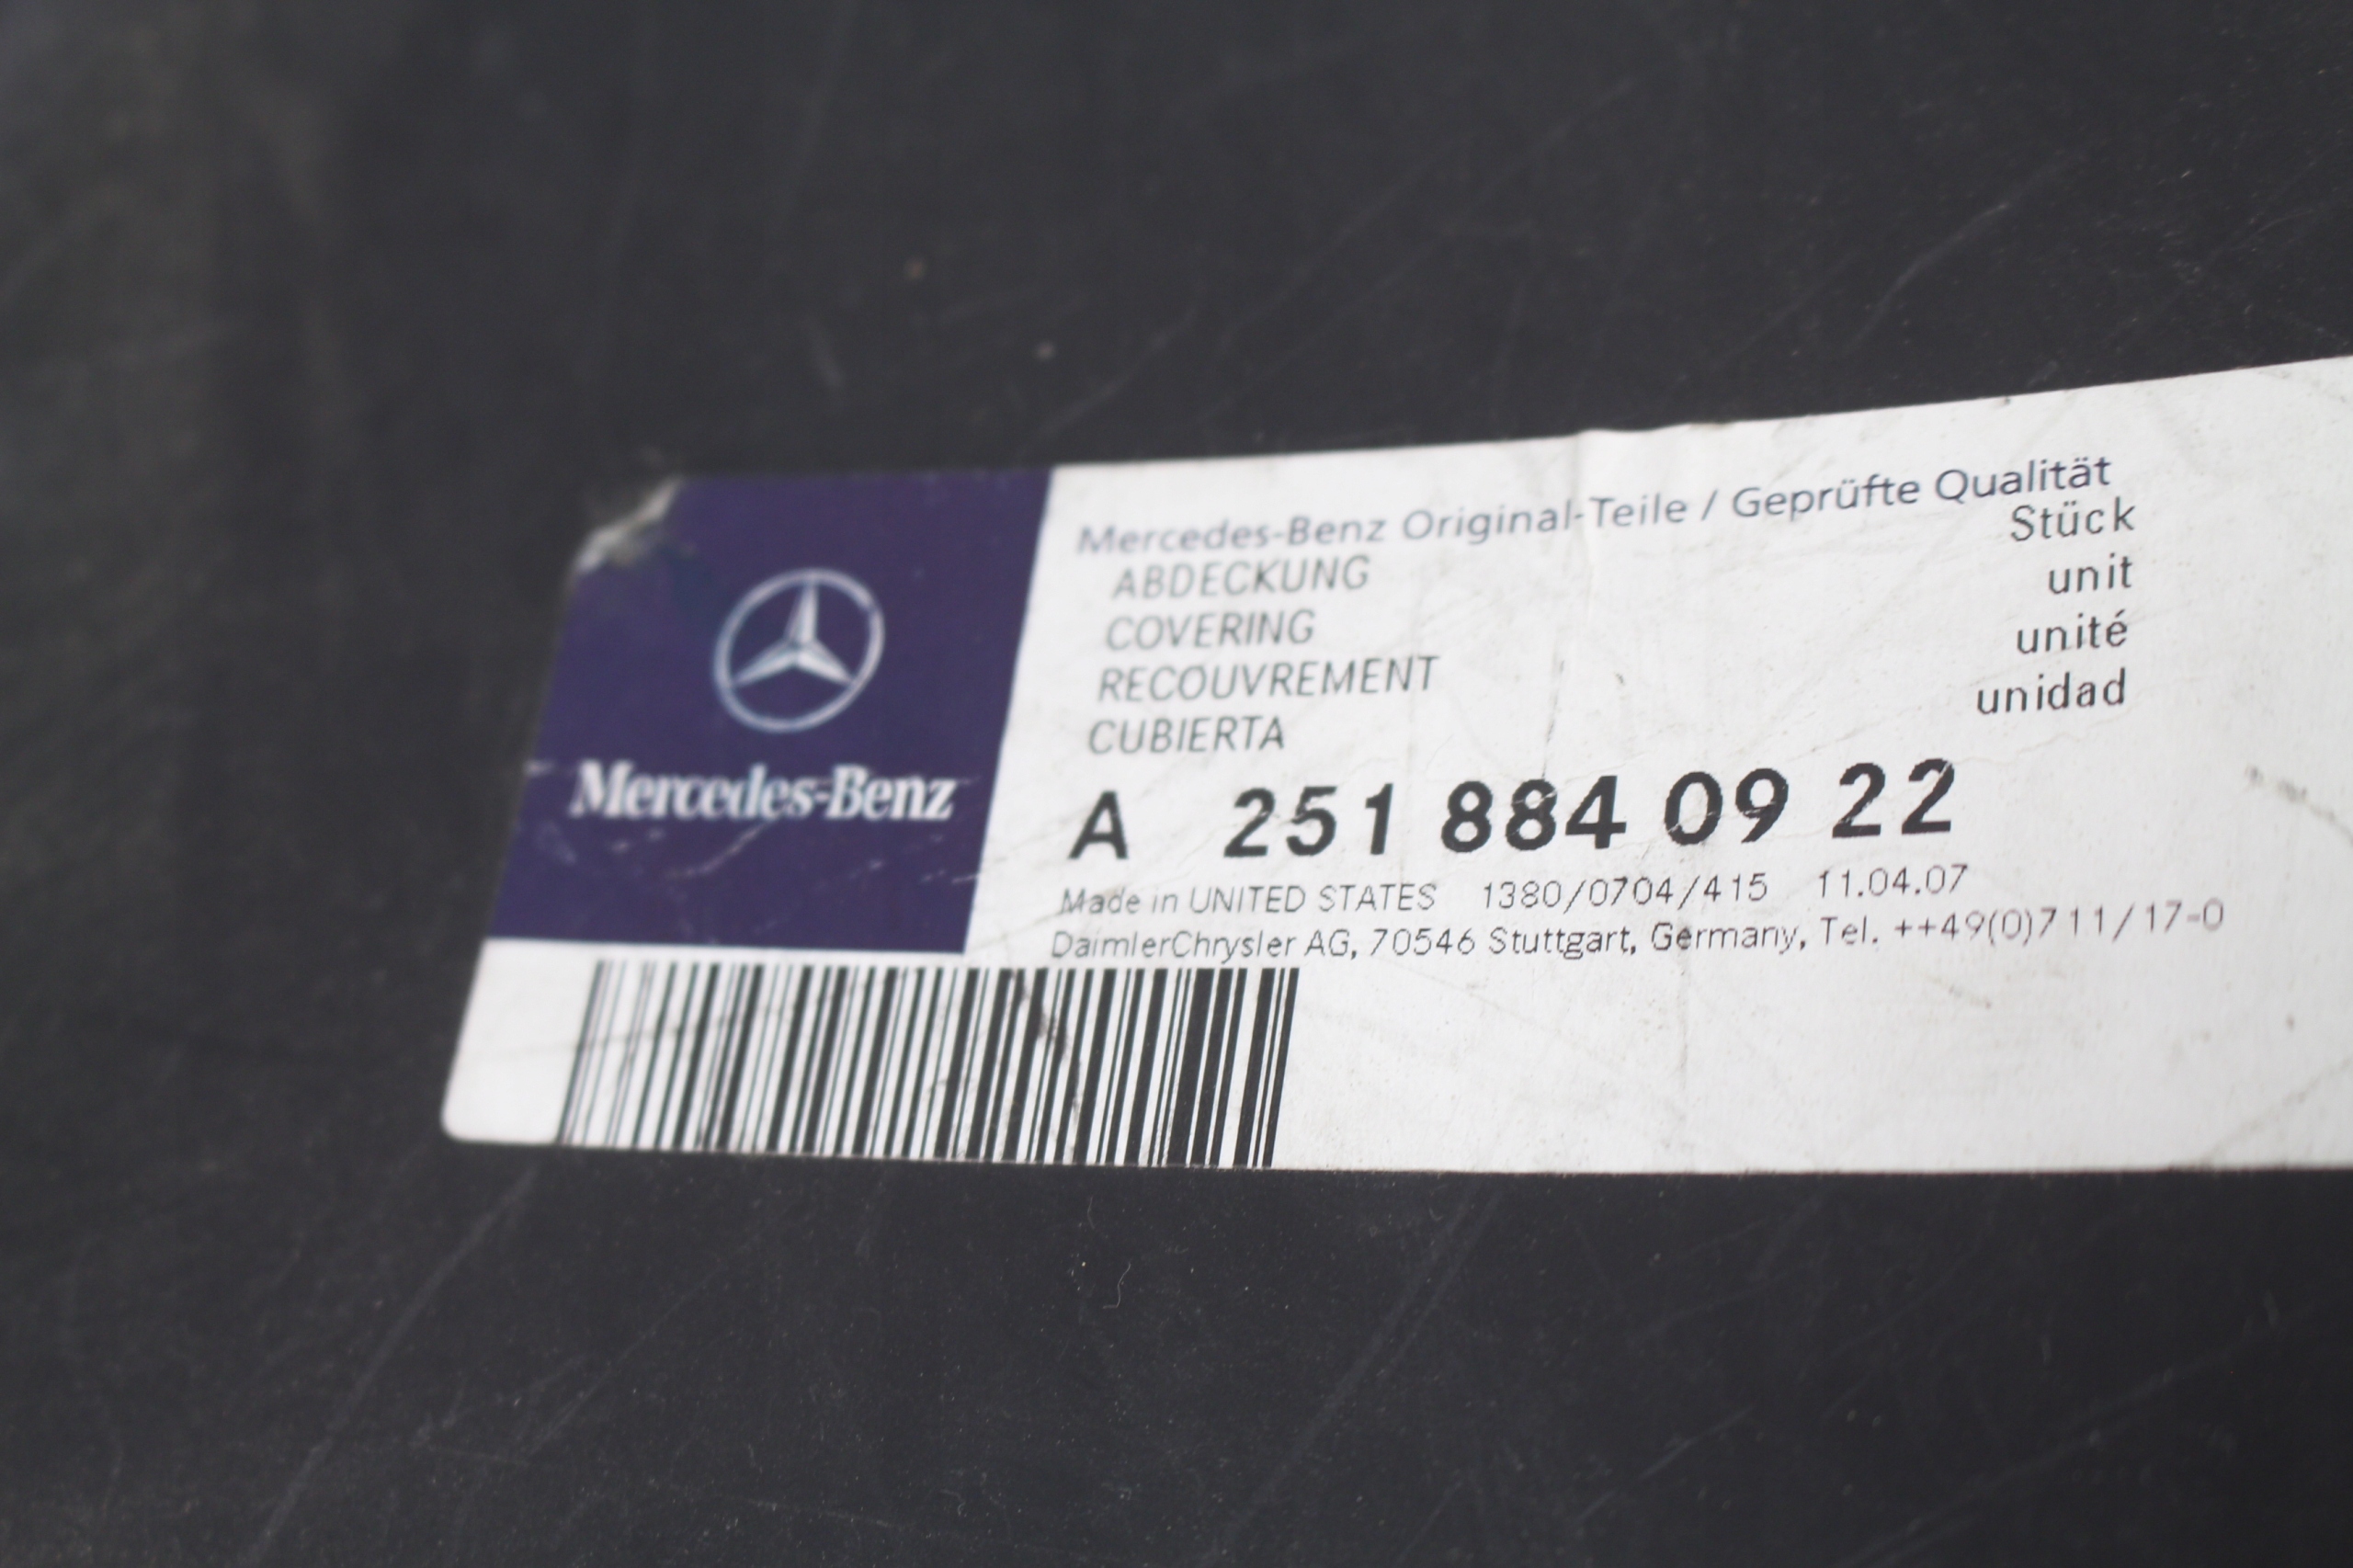 Mercedes-Benz
Mercedes-Benz Original-Teile / Geprüfte Qualität
ABDECKUNG Stück
COVERING unit
RECOUVREMENT unité
CUBIERTA unidad
A 251 884 09 22
Made in UNITED STATES 1380/0704/415 11.04.07
DaimlerChrysler AG, 70546 Stuttgart, Germany, Tel. ++49(0)711/17-0